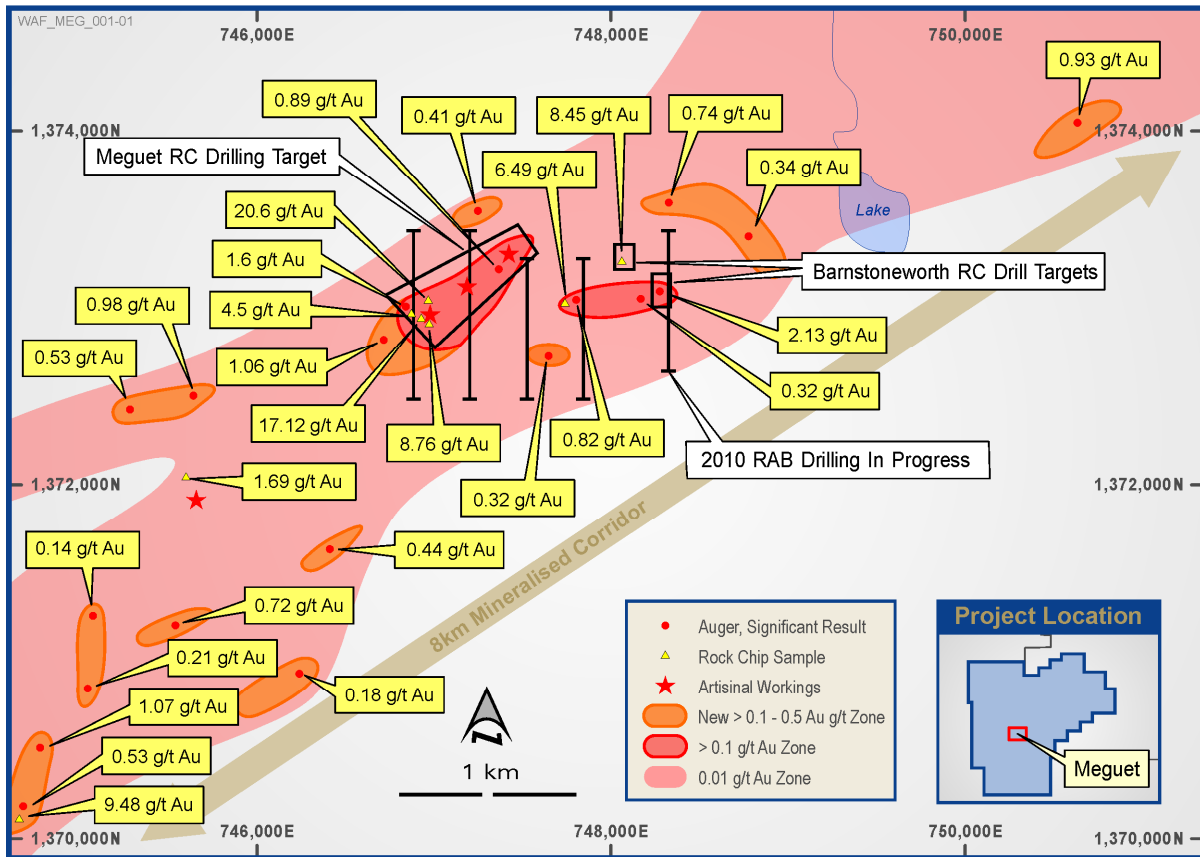 WAF_MEG_001-01
746,000E
748,000E
750,000E
0.93 g/t Au
0.89 g/t Au
0.41 g/t Au
8.45 g/t Au
0.74 g/t Au
1,374,000N
1,374,000N
Meguet RC Drilling Target
6.49 g/t Au
0.34 g/t Au
20.6 g/t Au
Lake
1.6 g/t Au
Barnstoneworth RC Drill Targets
0.98 g/t Au
4.5 g/t Au
2.13 g/t Au
0.53 g/t Au
1.06 g/t Au
0.32 g/t Au
17.12 g/t Au
8.76 g/t Au
0.82 g/t Au
2010 RAB Drilling In Progress
1,372,000N
1.69 g/t Au
0.32 g/t Au
1,372,000N
0.14 g/t Au
0.44 g/t Au
8km Mineralised Corridor
0.72 g/t Au
0.21 g/t Au
0.18 g/t Au
1.07 g/t Au
0.53 g/t Au
9.48 g/t Au
N
1 km
Auger, Significant Result
Rock Chip Sample
Artisinal Workings
New > 0.1 - 0.5 Au g/t Zone
> 0.1 g/t Au Zone
0.01 g/t Au Zone
Project Location
Meguet
1,370,000N
746,000E
748,000E
750,000E
1,370,000N